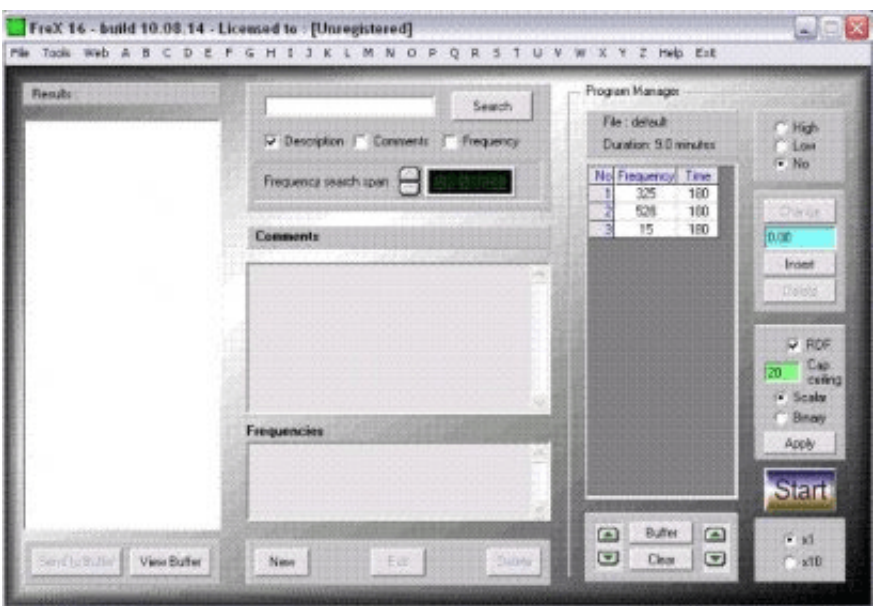 FreX 16 - build 10.08.14 - Licensed to : [Unregistered]
File Tools Web A B C D E F G H I J K L M N O P Q R S T U V W X Y Z Help Exit
Results
Search
Description Comments Frequency
Frequency search span
Comments
Frequencies
Send to Buffer View Buffer
New Edit Delete
Program Manager
File : default
Duration: 9.0 minutes
No Frequency Time
1 325 180
2 528 180
3 15 180
Buffer
Clear
High
Low
No
Change
0.00
Insert
Delete
RDF
20 Cap ceiling
Scalar
Binary
Apply
Start
x1
x10